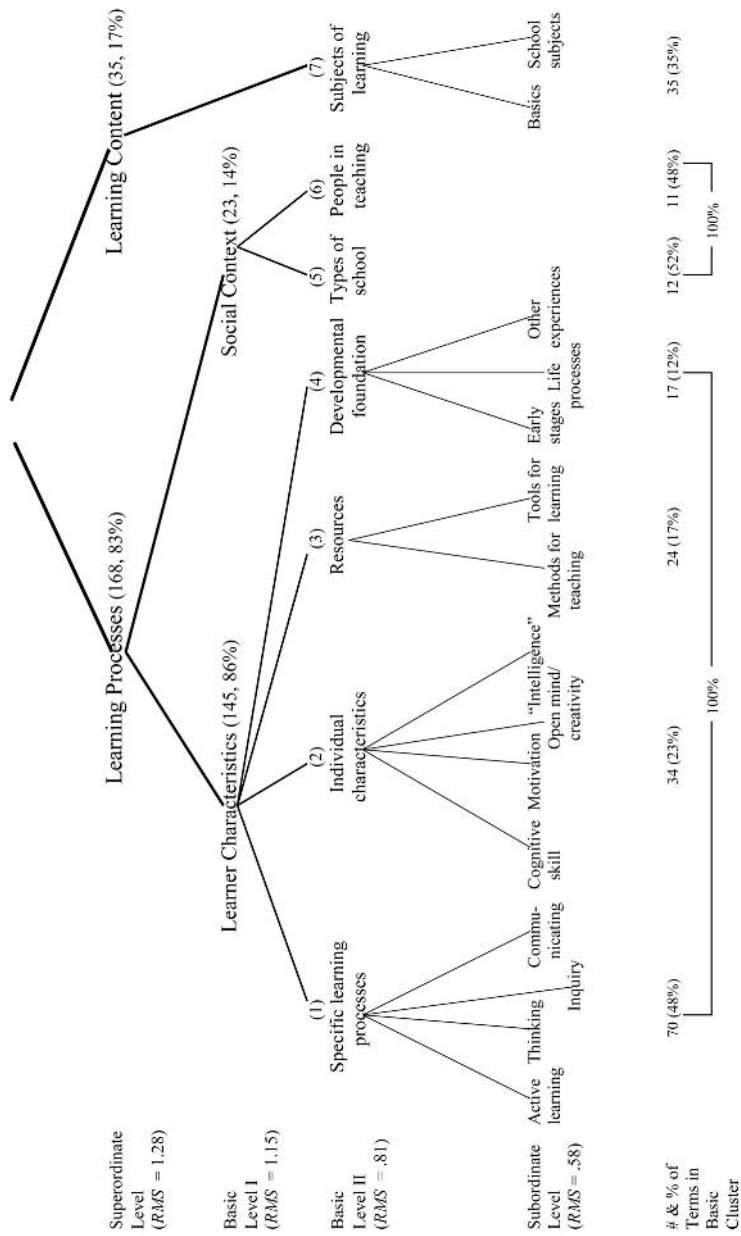 Learning Processes (168, 83%)
Learning Content (35, 17%)
Superordinate
Level
(RMS = 1.28)
Learner Characteristics (145, 86%)
Social Context (23, 14%)
Basic
Level I
(RMS = 1.15)
(1)
Specific learning
processes
(2)
Individual
characteristics
(3)
Resources
(4)
Developmental
foundation
(5)
Types of
school
(6)
People in
teaching
(7)
Subjects of
learning
Basic
Level II
(RMS = .81)
Active
learning
Thinking
Inquiry
Commu-
nicating
Cognitive
skill
Motivation
Open mind/
creativity
“Intelligence”
Methods for
teaching
Tools for
learning
Early
stages
Life
processes
Other
experiences
Basics
School
subjects
Subordinate
Level
(RMS = .58)
# & % of
Terms in
Basic
Cluster
70 (48%)
34 (23%)
24 (17%)
17 (12%)
12 (52%)
11 (48%)
35 (35%)
100%
100%